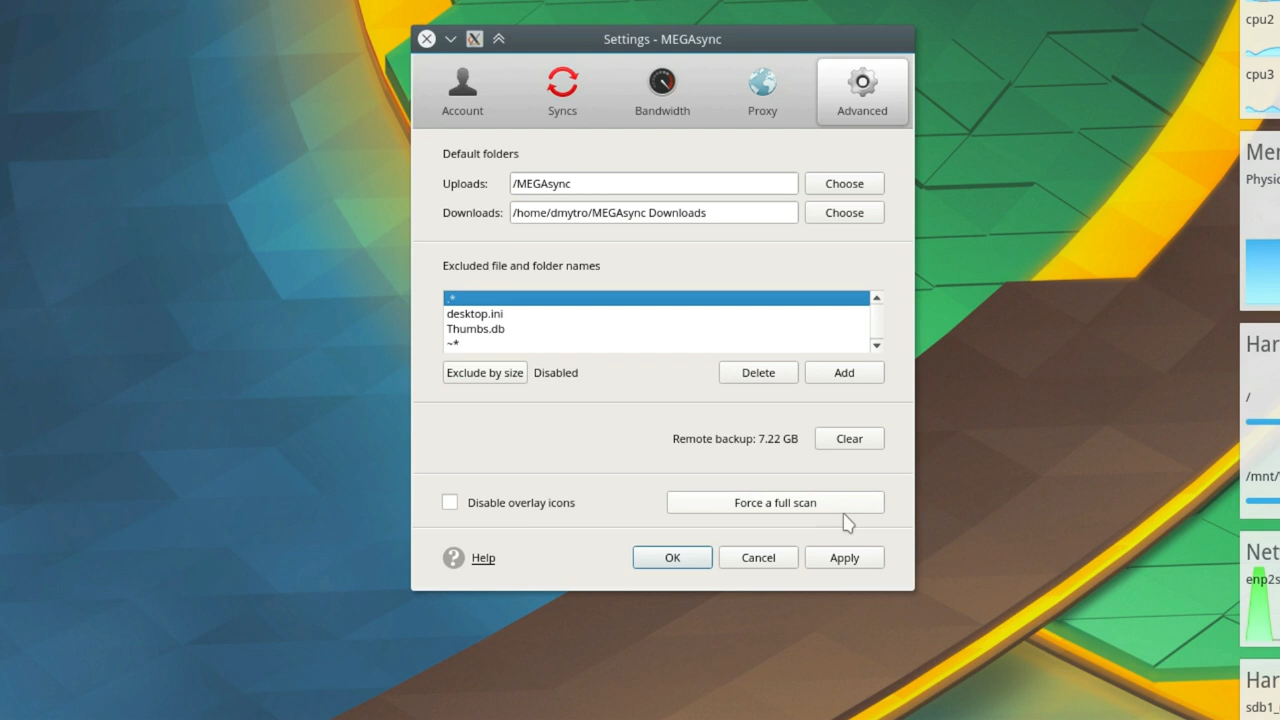 Settings - MEGAsync
Account
Syncs
Bandwidth
Proxy
Advanced
Default folders
Uploads: /MEGAsync Choose
Downloads: /home/dmytro/MEGAsync Downloads Choose
Excluded file and folder names
.*
desktop.ini
Thumbs.db
~*
Exclude by size Disabled Delete Add
Remote backup: 7.22 GB Clear
Disable overlay icons Force a full scan
? Help OK Cancel Apply
cpu2
cpu3
Mer
Physic
Har
/
/mnt/
Net
enp2s
Har
sdb1_